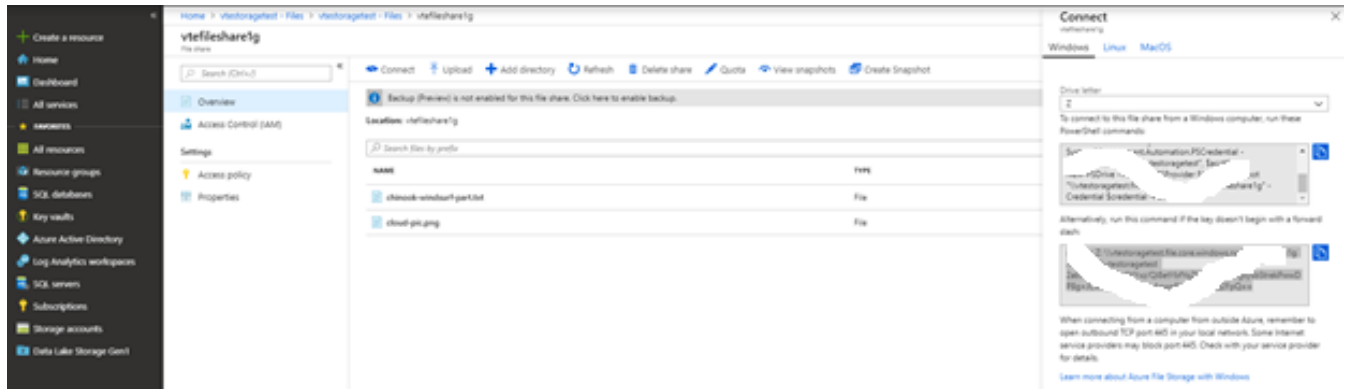 Create a resource
Home
Dashboard
All services
FAVORITES
All resources
Resource groups
SQL databases
Key vaults
Azure Active Directory
Log Analytics workspaces
SQL servers
Subscriptions
Storage accounts
Data Lake Storage Gen1
Home > vtestoragetest - Files > vtestoragetest - Files > vtefileshare1g
vtefileshare1g
File share
Search (Ctrl+/)
Overview
Access Control (IAM)
Settings
Access policy
Properties
Connect Upload Add directory Refresh Delete share Quota View snapshots Create Snapshot
Backup (Preview) is not enabled for this file share. Click here to enable backup.
Location: vtefileshare1g
Search files by prefix
NAME TYPE
chinook-windsurf-part.txt File
cloud-pic.png File
Connect
vtefileshare1g
Windows Linux MacOS
Drive letter
Z
To connect to this file share from a Windows computer, run these
PowerShell commands:
Automation.PSCredential -
Credential $credential
Alternatively, run this command if the key doesn't begin with a forward
slash:
When connecting from a computer from outside Azure, remember to
open outbound TCP port 445 in your local network. Some Internet
service providers may block port 445. Check with your service provider
for details.
Learn more about Azure File Storage with Windows